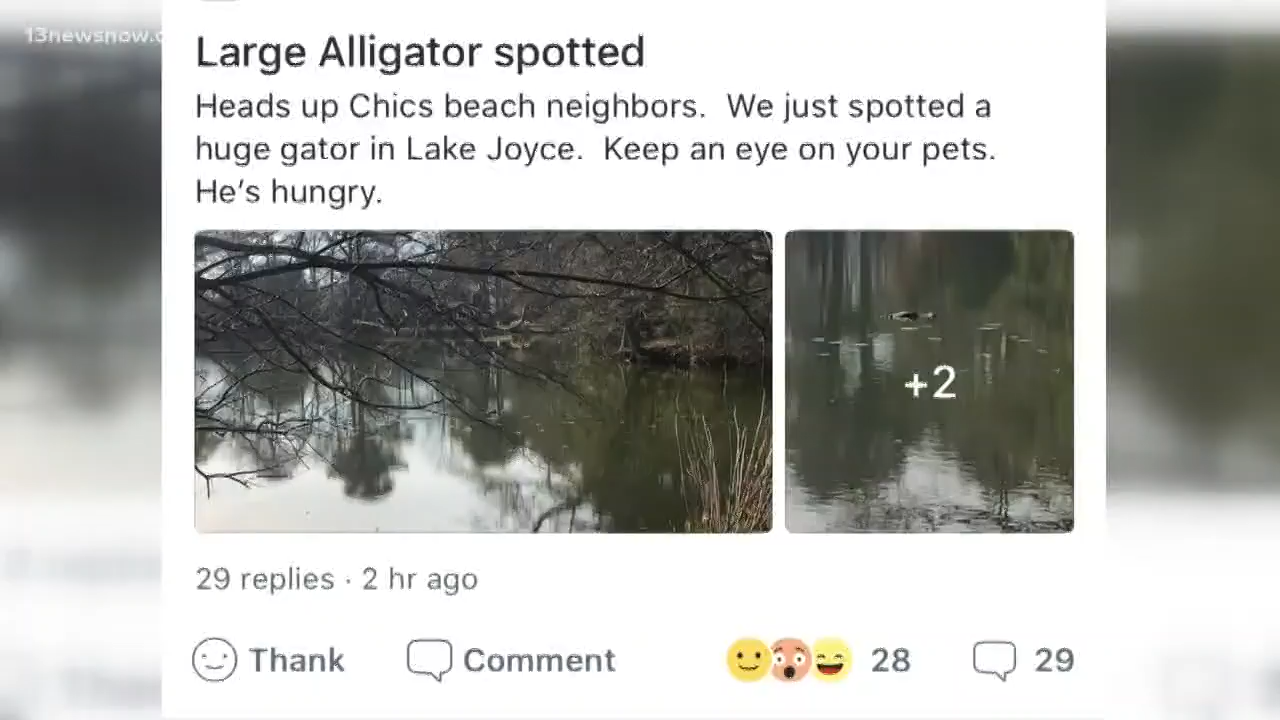 13newsnow.c
Large Alligator spotted
Heads up Chics beach neighbors. We just spotted a
huge gator in Lake Joyce. Keep an eye on your pets.
He's hungry.
+2
29 replies · 2 hr ago
Thank
Comment
28
29